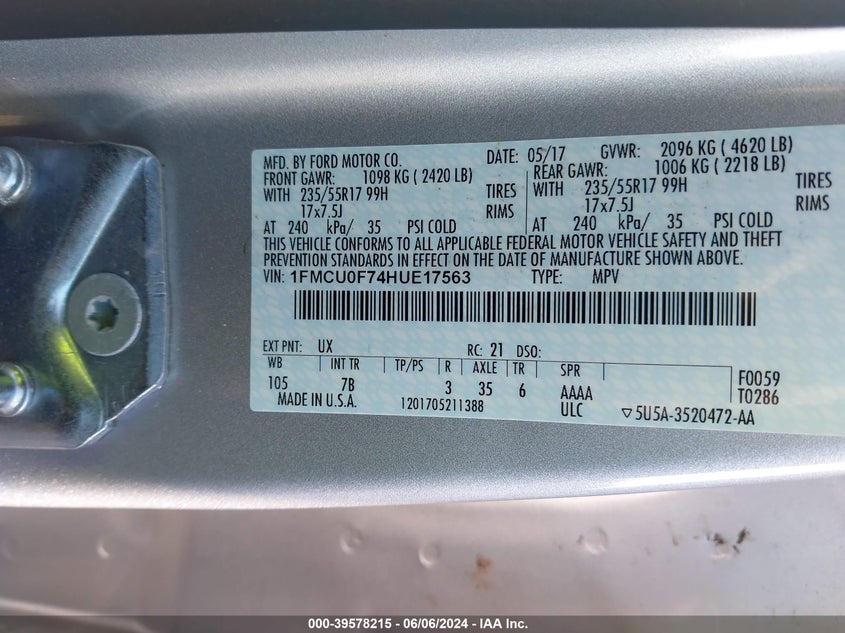 MFD. BY FORD MOTOR CO. DATE: 05/17 GVWR: 2096 KG ( 4620 LB)
FRONT GAWR: 1098 KG ( 2420 LB) REAR GAWR: 1006 KG ( 2218 LB)
WITH 235/55R17 99H TIRES WITH 235/55R17 99H TIRES
17x7.5J RIMS 17x7.5J RIMS
AT 240 kPa/ 35 PSI COLD AT 240 kPa/ 35 PSI COLD
THIS VEHICLE CONFORMS TO ALL APPLICABLE FEDERAL MOTOR VEHICLE SAFETY AND THEFT
PREVENTION STANDARDS IN EFFECT ON THE DATE OF MANUFACTURE SHOWN ABOVE.
VIN: 1FMCU0F74HUE17563 TYPE: MPV
EXT PNT: UX RC: 21 DSO:
WB INT TR TP/PS R AXLE TR SPR
105 7B 3 35 6 AAAA F0059
MADE IN U.S.A. 1201705211388 ULC T0286
▽5U5A-3520472-AA
000-39578215 - 06/06/2024 - IAA Inc.